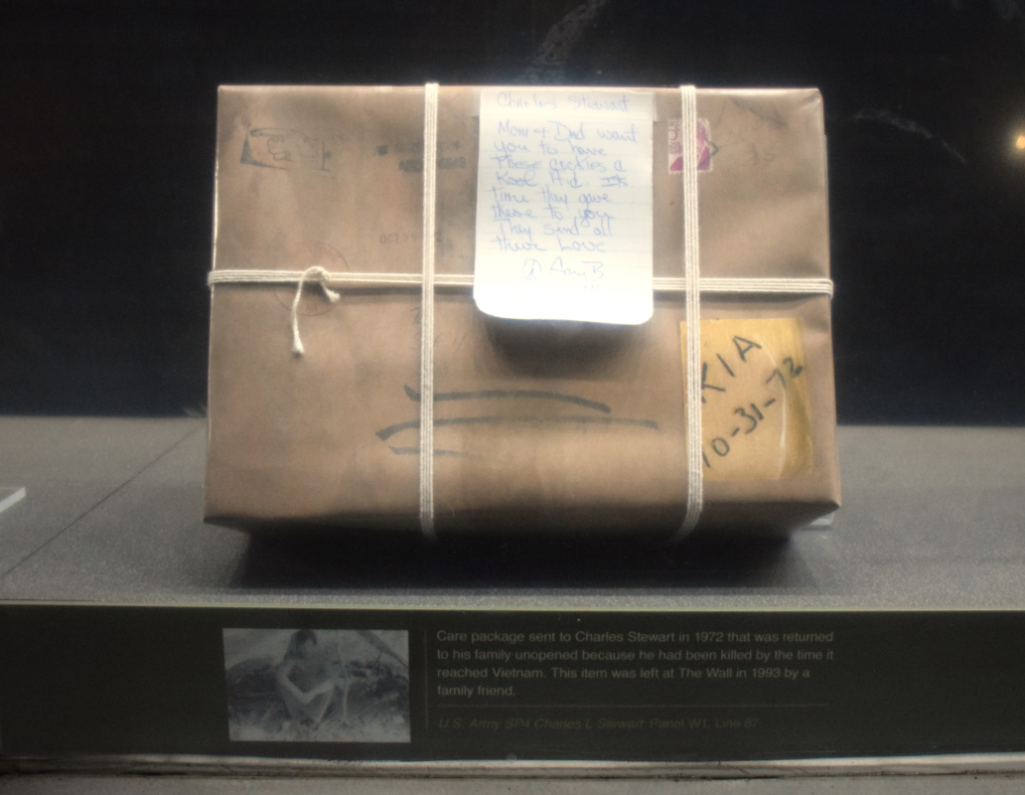 Charles Stewart
Mom + Dad want
you to have
these cookies &
Kool Aid. It's
time they gave
these to you.
They send all
their Love
KIA
10-31-72
Care package sent to Charles Stewart in 1972 that was returned
to his family unopened because he had been killed by the time it
reached Vietnam. This item was left at The Wall in 1993 by a
family friend.
U.S. Army SP4 Charles L Stewart: Panel W1, Line 87